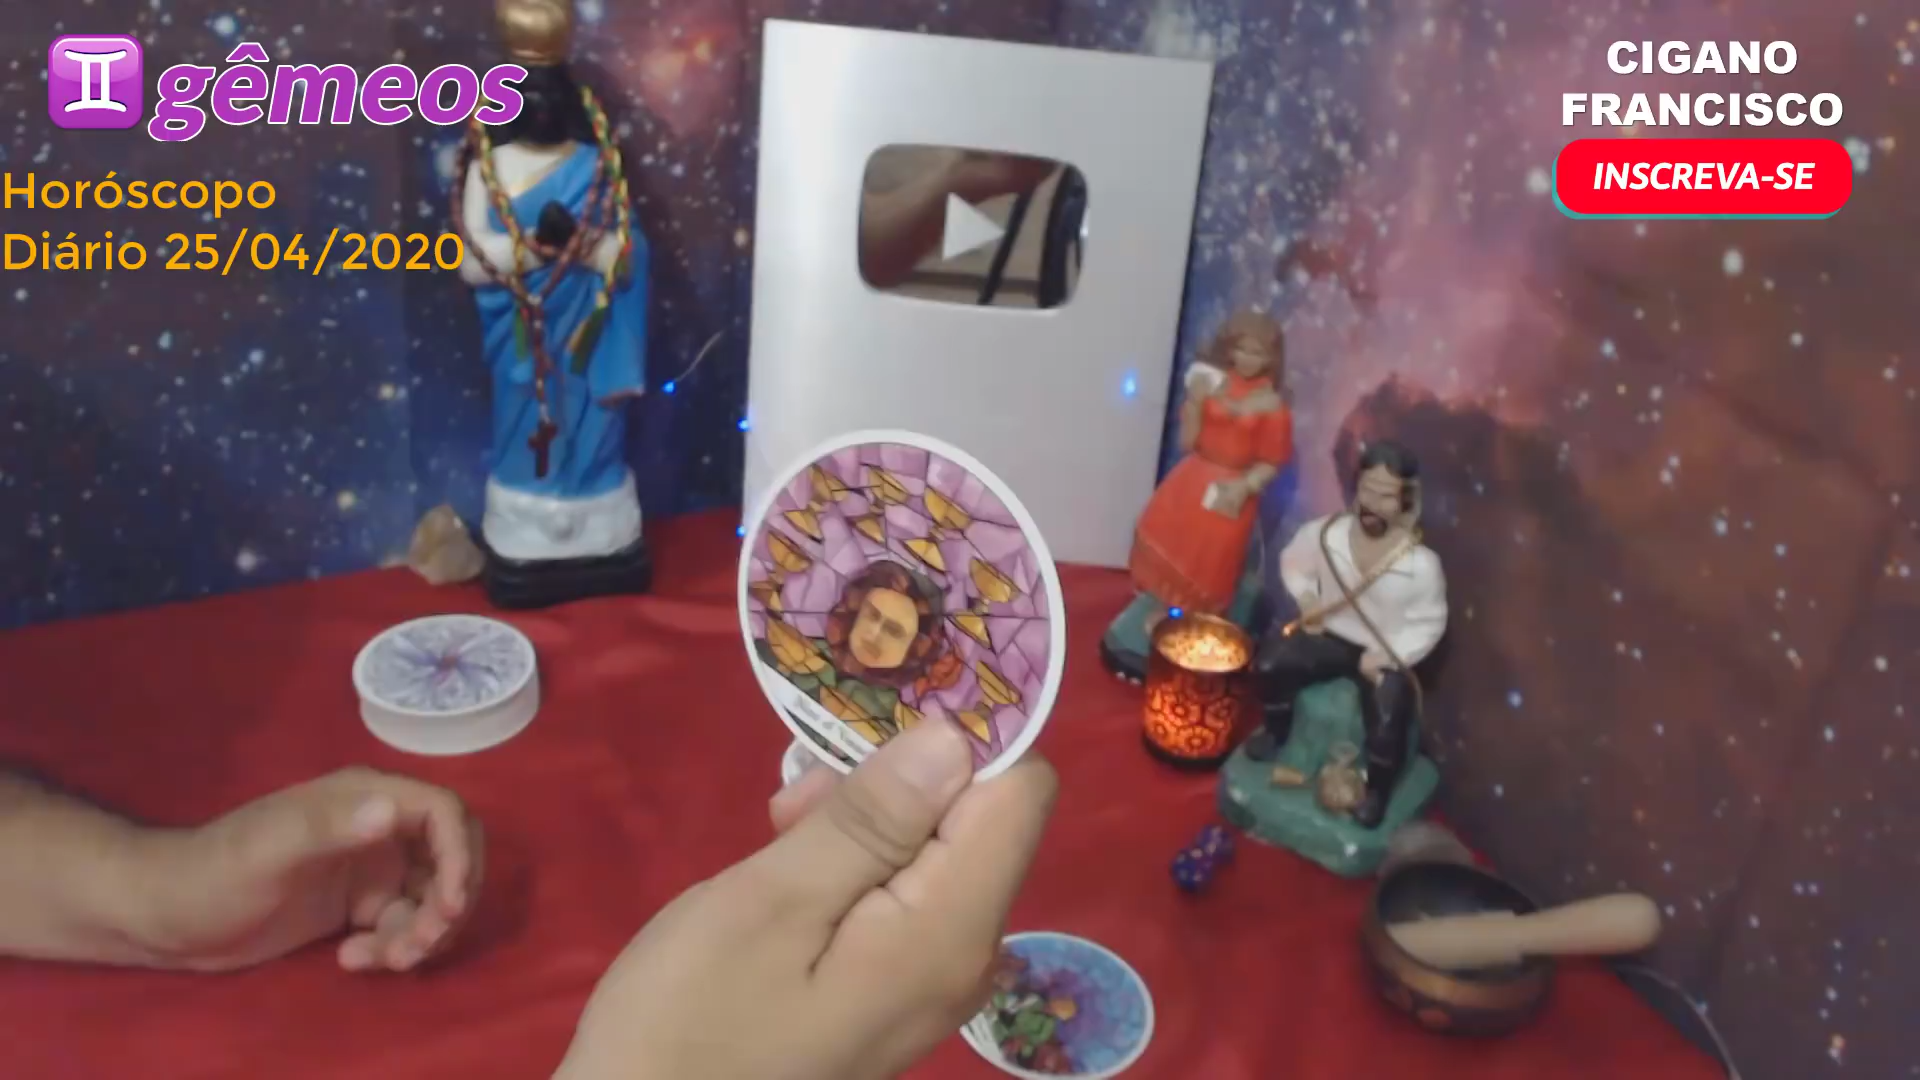 gêmeos
Horóscopo
Diário 25/04/2020
CIGANO
FRANCISCO
INSCREVA-SE